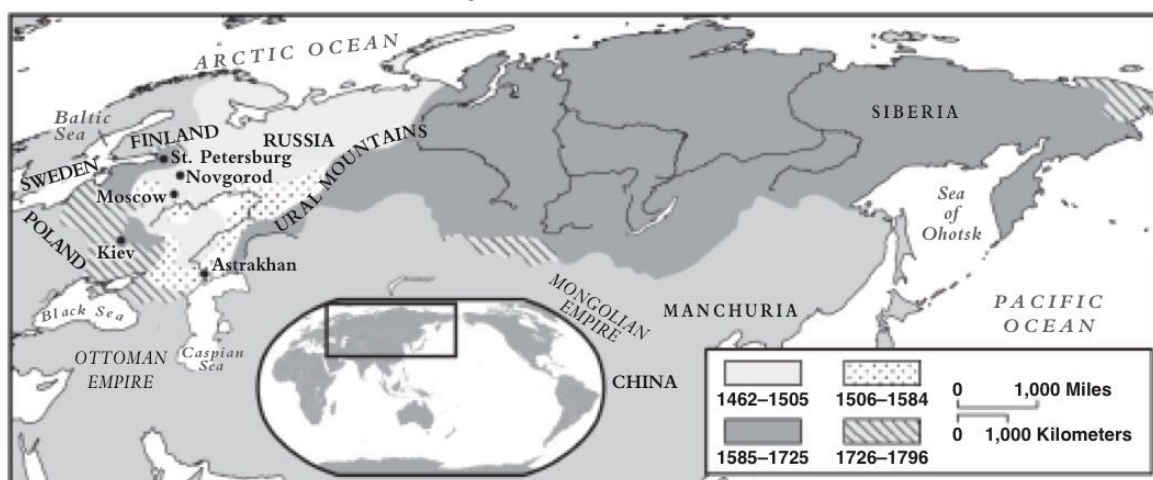 ARCTIC OCEAN
Baltic
Sea
FINLAND
RUSSIA
SIBERIA
SWEDEN
St. Petersburg
Novgorod
Moscow
URAL MOUNTAINS
POLAND
Kiev
Astrakhan
Sea
of
Ohotsk
Black Sea
Caspian
Sea
OTTOMAN
EMPIRE
MONGOLIAN
EMPIRE
MANCHURIA
CHINA
PACIFIC
OCEAN
1462–1505
1506–1584
1585–1725
1726–1796
0 1,000 Miles
0 1,000 Kilometers